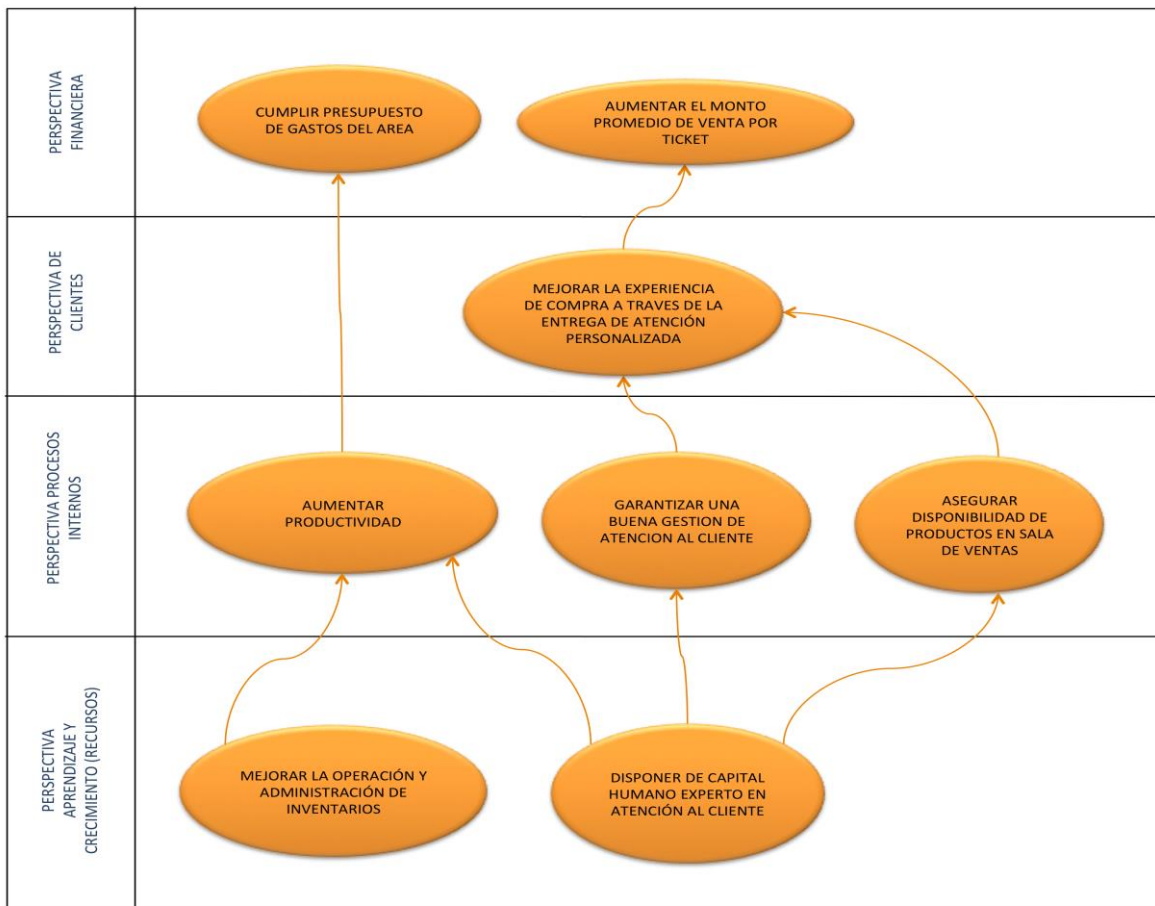 PERSPECTIVA
FINANCIERA
CUMPLIR PRESUPUESTO
DE GASTOS DEL AREA
AUMENTAR EL MONTO
PROMEDIO DE VENTA POR
TICKET
PERSPECTIVA DE
CLIENTES
MEJORAR LA EXPERIENCIA
DE COMPRA A TRAVES DE LA
ENTREGA DE ATENCIÓN
PERSONALIZADA
PERSPECTIVA PROCESOS
INTERNOS
AUMENTAR
PRODUCTIVIDAD
GARANTIZAR UNA
BUENA GESTION DE
ATENCION AL CLIENTE
ASEGURAR
DISPONIBILIDAD DE
PRODUCTOS EN SALA
DE VENTAS
PERSPECTIVA
APRENDIZAJE Y
CRECIMIENTO (RECURSOS)
MEJORAR LA OPERACIÓN Y
ADMINISTRACIÓN DE
INVENTARIOS
DISPONER DE CAPITAL
HUMANO EXPERTO EN
ATENCIÓN AL CLIENTE